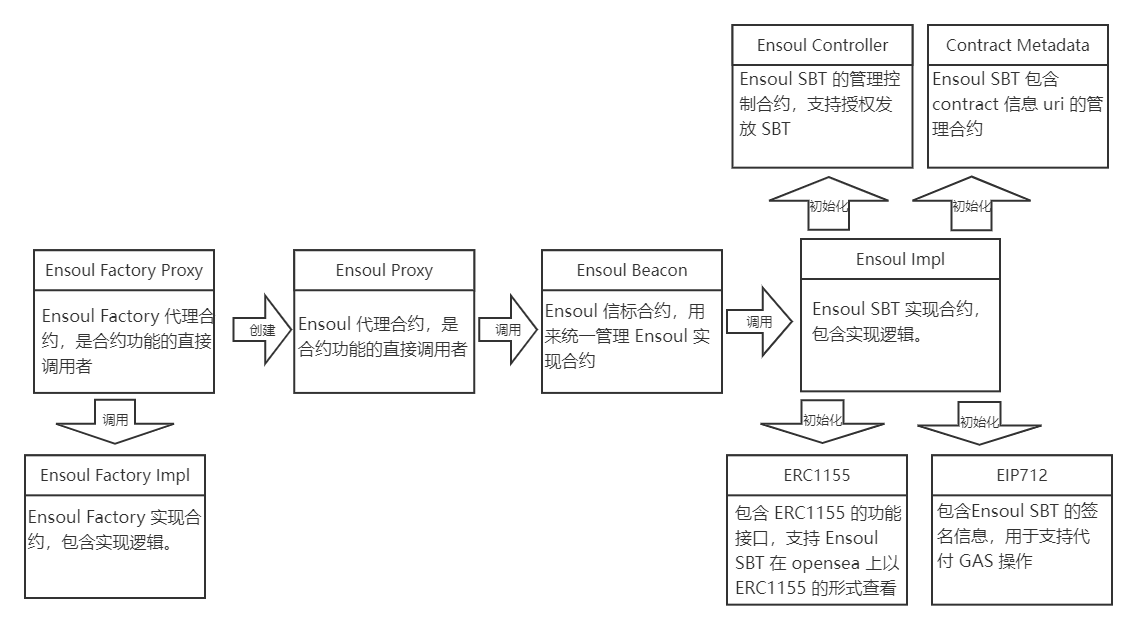 Ensoul Controller
Ensoul SBT 的管理控
制合约，支持授权发
放 SBT
Contract Metadata
Ensoul SBT 包含
contract 信息 uri 的管
理合约
初始化
初始化
Ensoul Factory Proxy
Ensoul Factory 代理合
约，是合约功能的直接
调用者
创建
Ensoul Proxy
Ensoul 代理合约，是
合约功能的直接调用者
调用
Ensoul Beacon
Ensoul 信标合约，用
来统一管理 Ensoul 实
现合约
调用
Ensoul Impl
Ensoul SBT 实现合约，
包含实现逻辑。
调用
初始化
初始化
Ensoul Factory Impl
Ensoul Factory 实现合
约，包含实现逻辑。
ERC1155
包含 ERC1155 的功能
接口，支持 Ensoul
SBT 在 opensea 上以
ERC1155 的形式查看
EIP712
包含Ensoul SBT 的签
名信息，用于支持代
付 GAS 操作